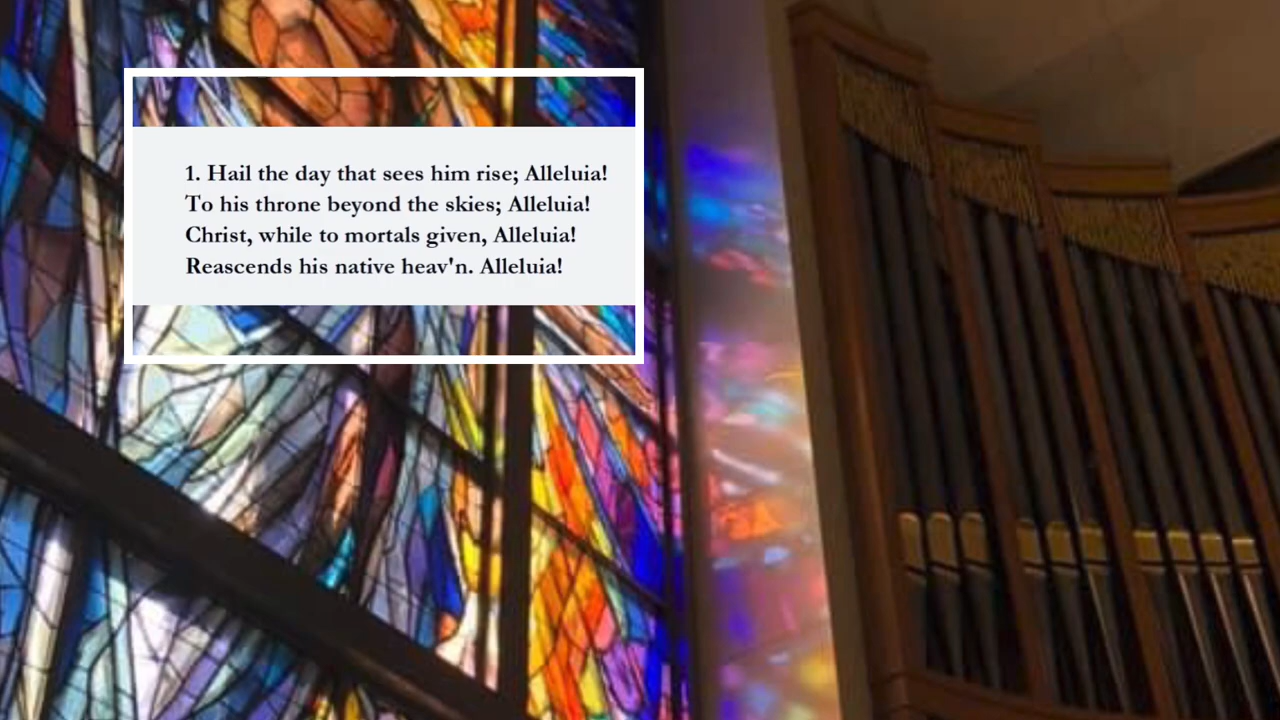 1. Hail the day that sees him rise; Alleluia!
To his throne beyond the skies; Alleluia!
Christ, while to mortals given, Alleluia!
Reascends his native heav'n. Alleluia!